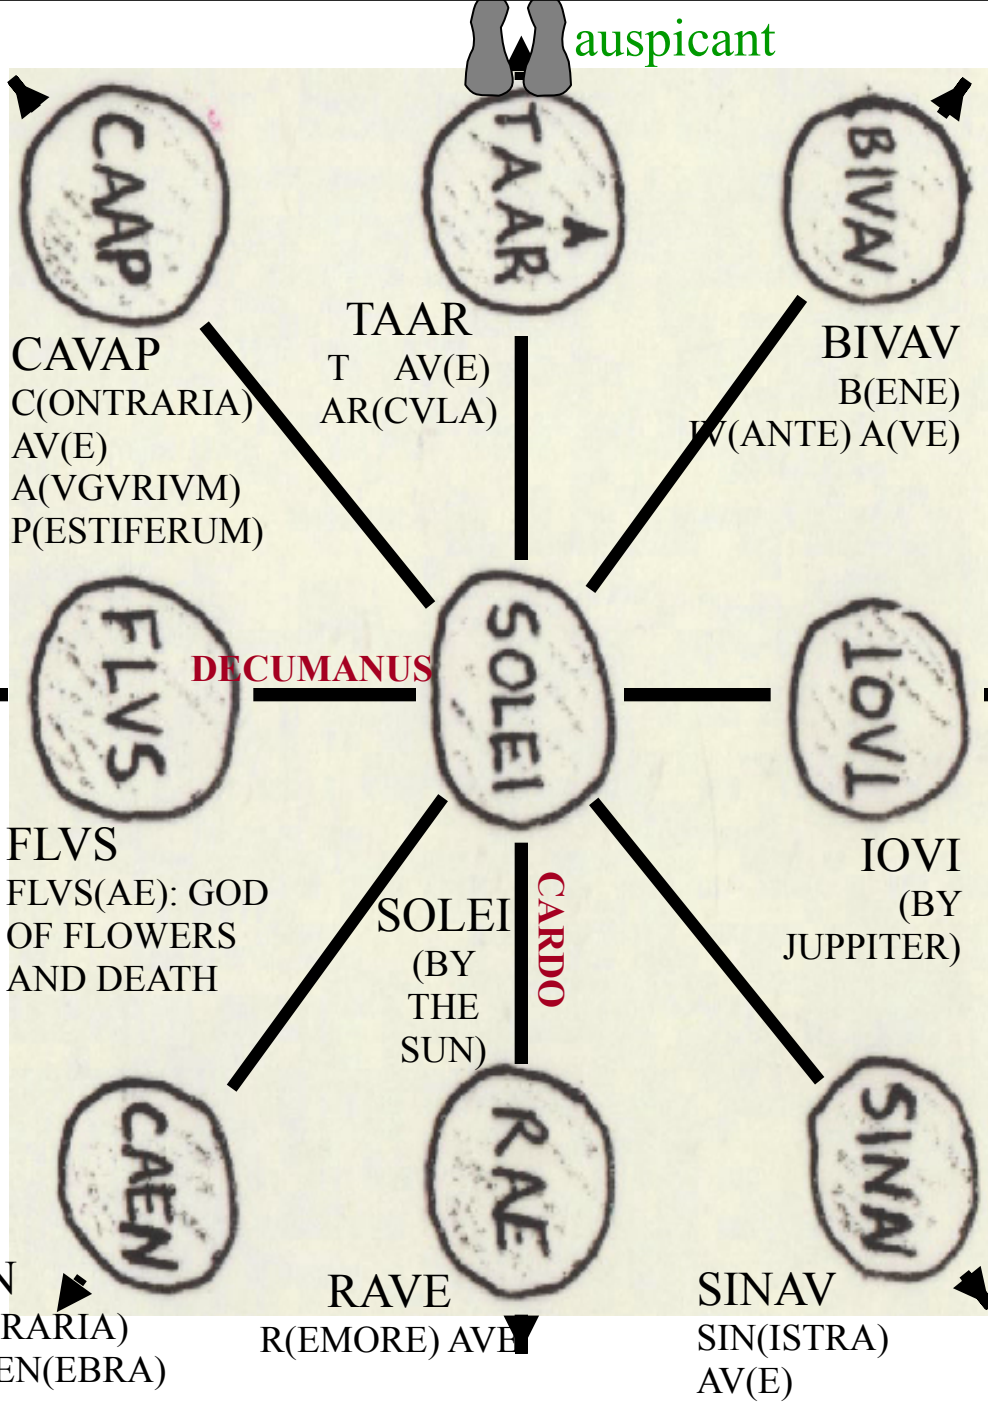 auspicant
CAAP
TAAR
A
BIVAV
TAAR
T AV(E)
AR(CVLA)
CAVAP
C(ONTRARIA)
AV(E)
A(VGVRIVM)
P(ESTIFERUM)
BIVAV
B(ENE)
IV(ANTE) A(VE)
FLVS
DECUMANUS
SOLEI
IOVI
FLVS
FLVS(AE): GOD
OF FLOWERS
AND DEATH
SOLEI
(BY
THE
SUN)
CARDO
IOVI
(BY
JUPPITER)
CAEN
RAE
SINAV
N
RARIA)
EN(EBRA)
RAVE
R(EMORE) AVE
SINAV
SIN(ISTRA)
AV(E)